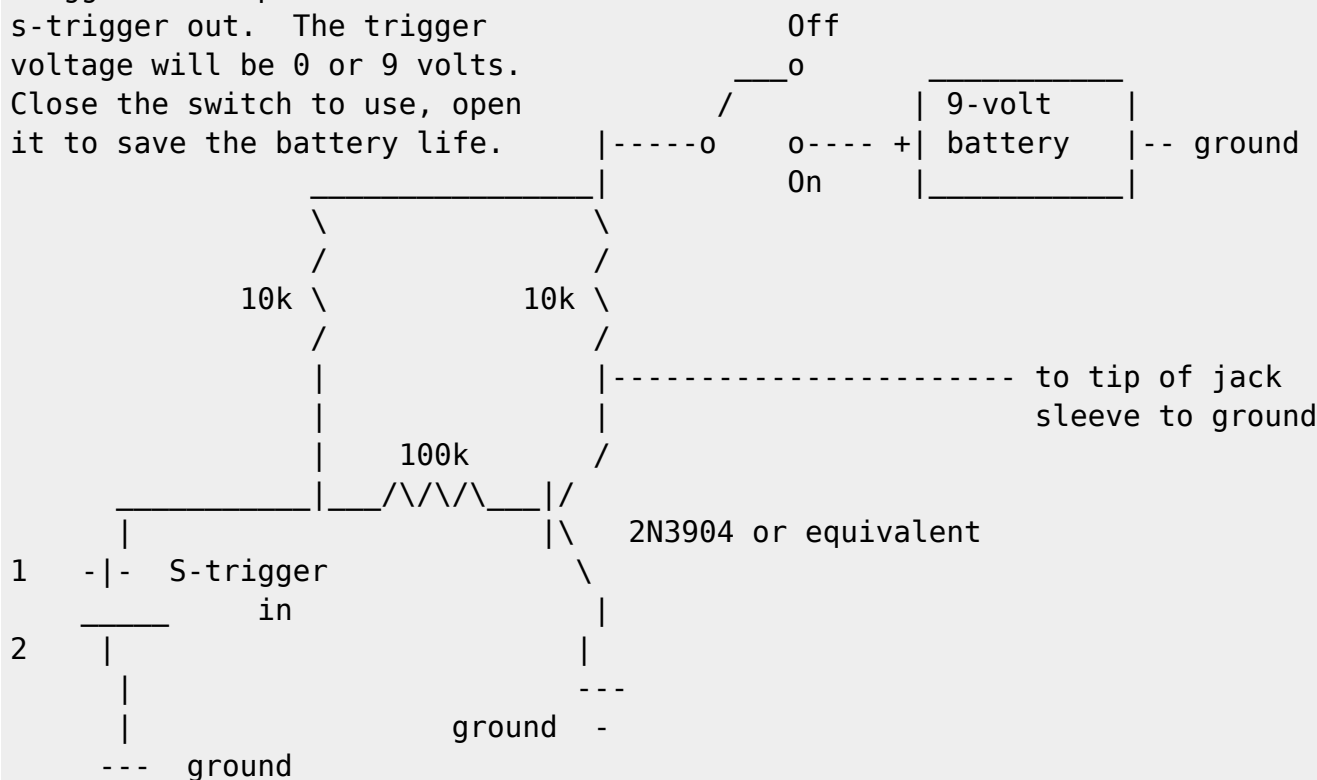 s-trigger out. The trigger
Off
voltage will be 0 or 9 volts.
Close the switch to use, open
9-volt
it to save the battery life.
+
battery
ground
On
10k
10k
to tip of jack
sleeve to ground
100k
2N3904 or equivalent
1
S-trigger
in
2
ground
ground